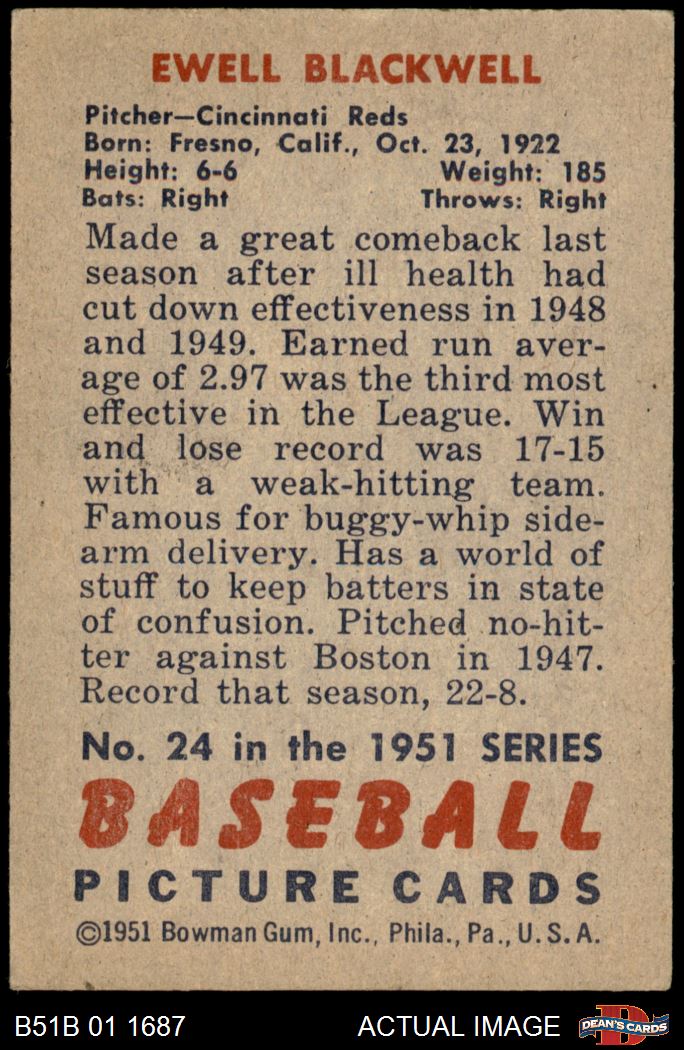 EWELL BLACKWELL
Pitcher—Cincinnati Reds
Born: Fresno, Calif., Oct. 23, 1922
Height: 6-6 Weight: 185
Bats: Right Throws: Right
Made a great comeback last
season after ill health had
cut down effectiveness in 1948
and 1949. Earned run aver-
age of 2.97 was the third most
effective in the League. Win
and lose record was 17-15
with a weak-hitting team.
Famous for buggy-whip side-
arm delivery. Has a world of
stuff to keep batters in state
of confusion. Pitched no-hit-
ter against Boston in 1947.
Record that season, 22-8.
No. 24 in the 1951 SERIES
BASEBALL
PICTURE CARDS
©1951 Bowman Gum, Inc., Phila., Pa., U.S.A.
B51B 01 1687 ACTUAL IMAGE DEAN'S CARDS